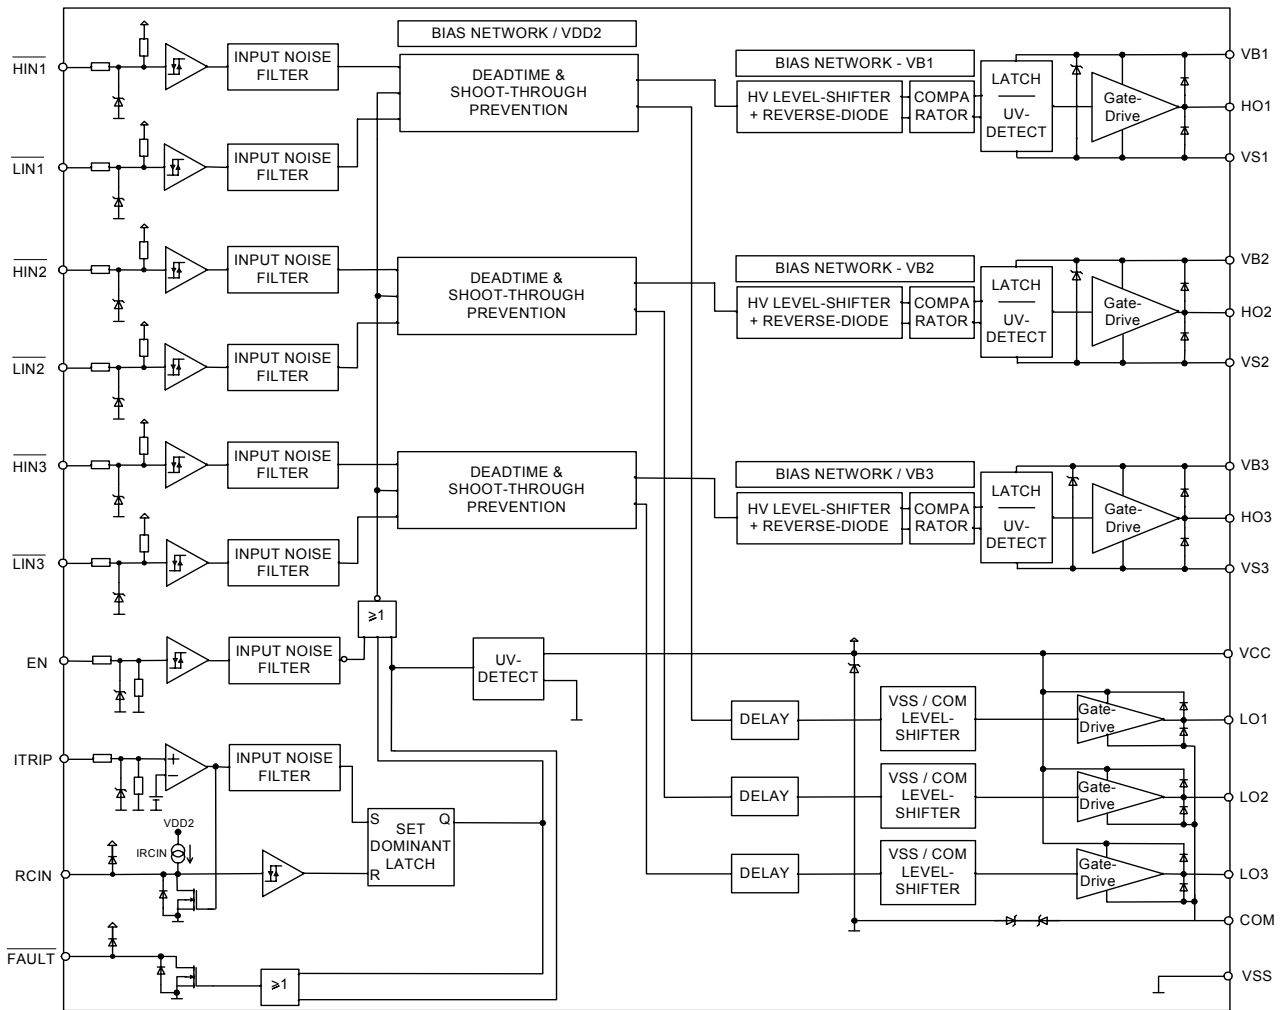 BIAS NETWORK / VDD2
HIN1
INPUT NOISE
FILTER
DEADTIME &
SHOOT-THROUGH
PREVENTION
BIAS NETWORK - VB1
HV LEVEL-SHIFTER
+ REVERSE-DIODE
COMPA
RATOR
LATCH
UV-
DETECT
Gate-
Drive
VB1
HO1
VS1
LIN1
INPUT NOISE
FILTER
HIN2
INPUT NOISE
FILTER
DEADTIME &
SHOOT-THROUGH
PREVENTION
BIAS NETWORK - VB2
HV LEVEL-SHIFTER
+ REVERSE-DIODE
COMPA
RATOR
LATCH
UV-
DETECT
Gate-
Drive
VB2
HO2
VS2
LIN2
INPUT NOISE
FILTER
HIN3
INPUT NOISE
FILTER
DEADTIME &
SHOOT-THROUGH
PREVENTION
BIAS NETWORK / VB3
HV LEVEL-SHIFTER
+ REVERSE-DIODE
COMPA
RATOR
LATCH
UV-
DETECT
Gate-
Drive
VB3
HO3
VS3
LIN3
INPUT NOISE
FILTER
≥1
EN
INPUT NOISE
FILTER
UV-
DETECT
VCC
DELAY
VSS / COM
LEVEL-
SHIFTER
Gate-
Drive
LO1
ITRIP
+
−
INPUT NOISE
FILTER
DELAY
VSS / COM
LEVEL-
SHIFTER
Gate-
Drive
LO2
VDD2
IRCIN
S
Q
R
SET
DOMINANT
LATCH
RCIN
DELAY
VSS / COM
LEVEL-
SHIFTER
Gate-
Drive
LO3
COM
FAULT
≥1
VSS